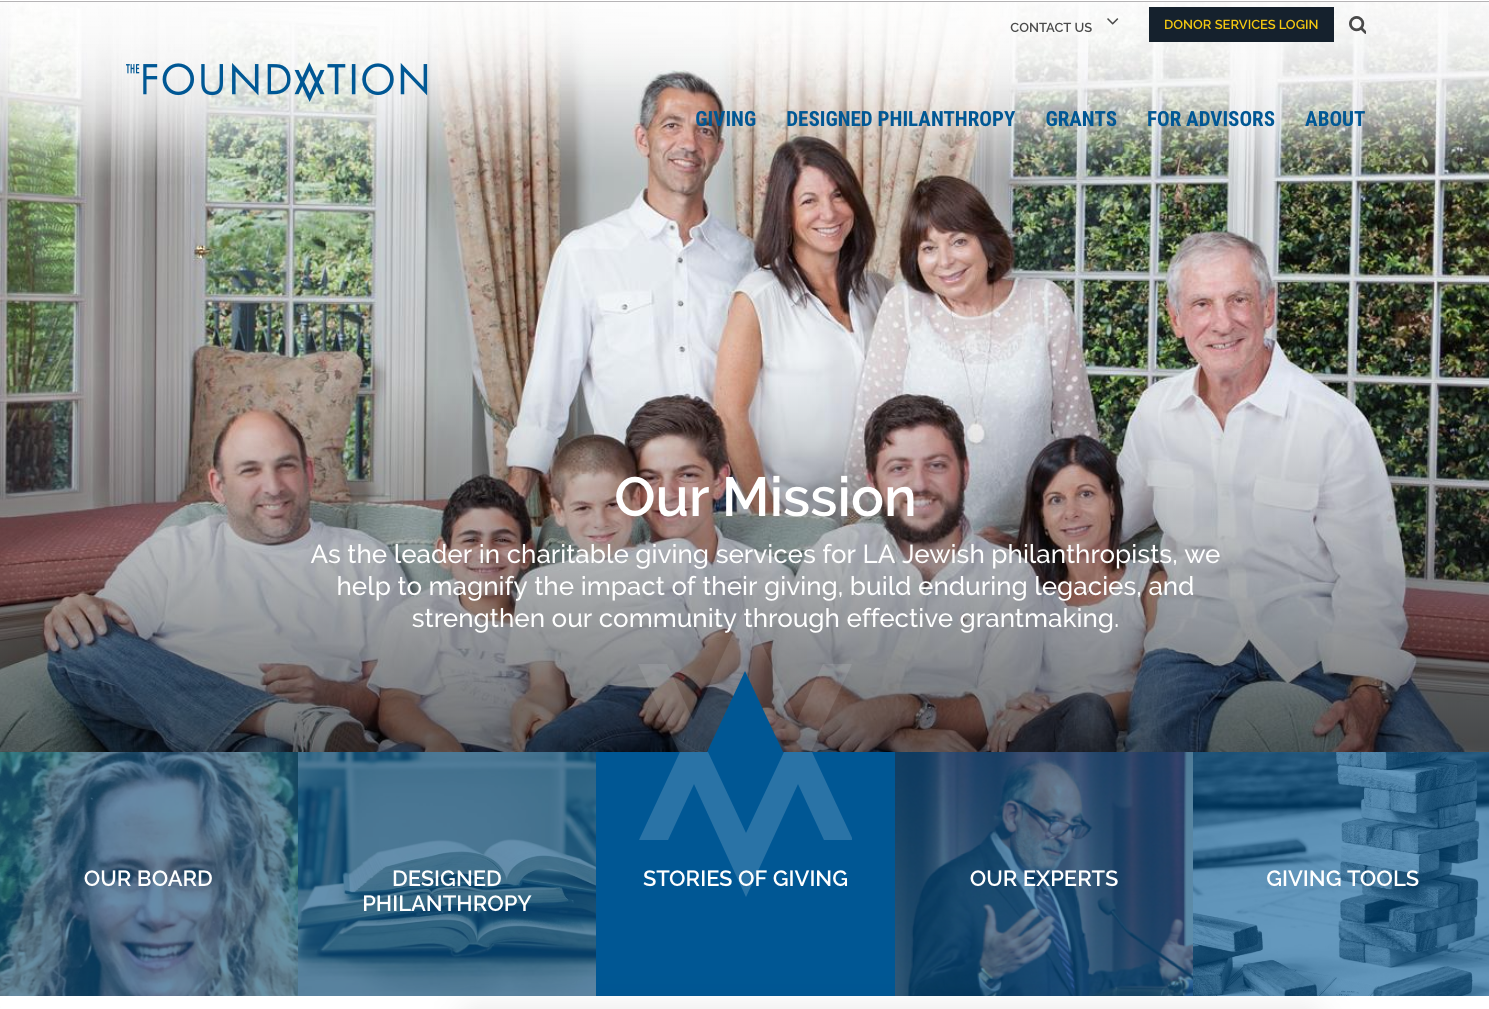 CONTACT US
DONOR SERVICES LOGIN
THE FOUNDATION
GIVING
DESIGNED PHILANTHROPY
GRANTS
FOR ADVISORS
ABOUT
Our Mission
As the leader in charitable giving services for LA Jewish philanthropists, we
help to magnify the impact of their giving, build enduring legacies, and
strengthen our community through effective grantmaking.
OUR BOARD
DESIGNED
PHILANTHROPY
STORIES OF GIVING
OUR EXPERTS
GIVING TOOLS